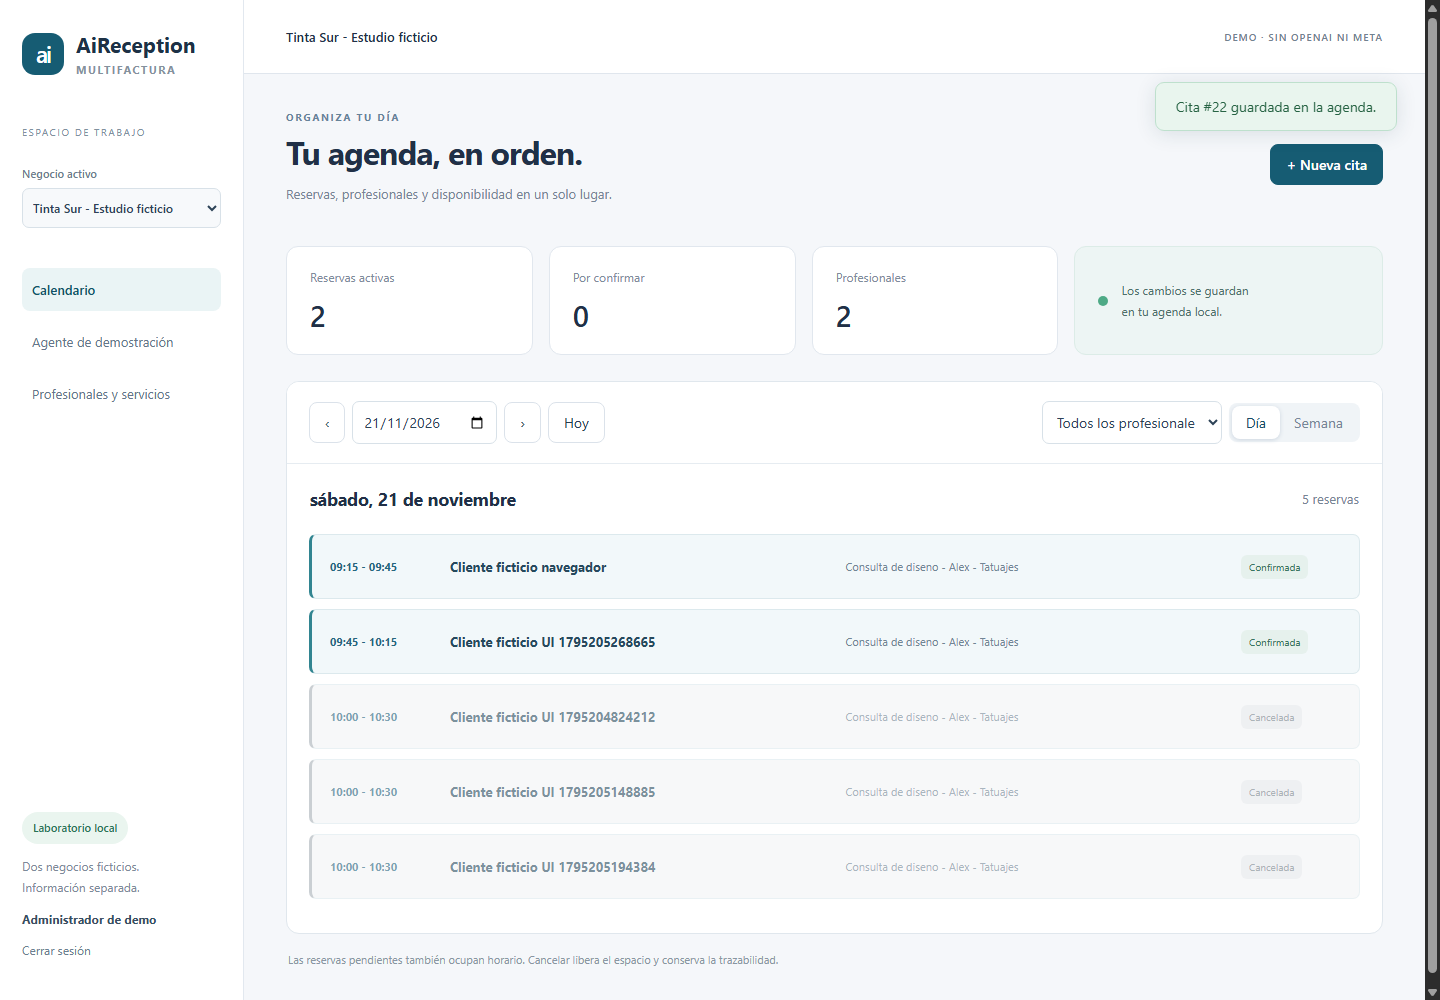 ai
AiReception
MULTIFACTURA
ESPACIO DE TRABAJO
Negocio activo
Tinta Sur - Estudio ficticio
Calendario
Agente de demostración
Profesionales y servicios
Laboratorio local
Dos negocios ficticios.
Información separada.
Administrador de demo
Cerrar sesión
Tinta Sur - Estudio ficticio
DEMO · SIN OPENAI NI META
Cita #22 guardada en la agenda.
ORGANIZA TU DÍA
Tu agenda, en orden.
Reservas, profesionales y disponibilidad en un solo lugar.
+ Nueva cita
Reservas activas
2
Por confirmar
0
Profesionales
2
Los cambios se guardan
en tu agenda local.
‹ 21/11/2026 › Hoy Todos los profesionale Día Semana
sábado, 21 de noviembre 5 reservas
09:15 - 09:45 Cliente ficticio navegador Consulta de diseno - Alex - Tatuajes Confirmada
09:45 - 10:15 Cliente ficticio UI 1795205268665 Consulta de diseno - Alex - Tatuajes Confirmada
10:00 - 10:30 Cliente ficticio UI 1795204824212 Consulta de diseno - Alex - Tatuajes Cancelada
10:00 - 10:30 Cliente ficticio UI 1795205148885 Consulta de diseno - Alex - Tatuajes Cancelada
10:00 - 10:30 Cliente ficticio UI 1795205194384 Consulta de diseno - Alex - Tatuajes Cancelada
Las reservas pendientes también ocupan horario. Cancelar libera el espacio y conserva la trazabilidad.